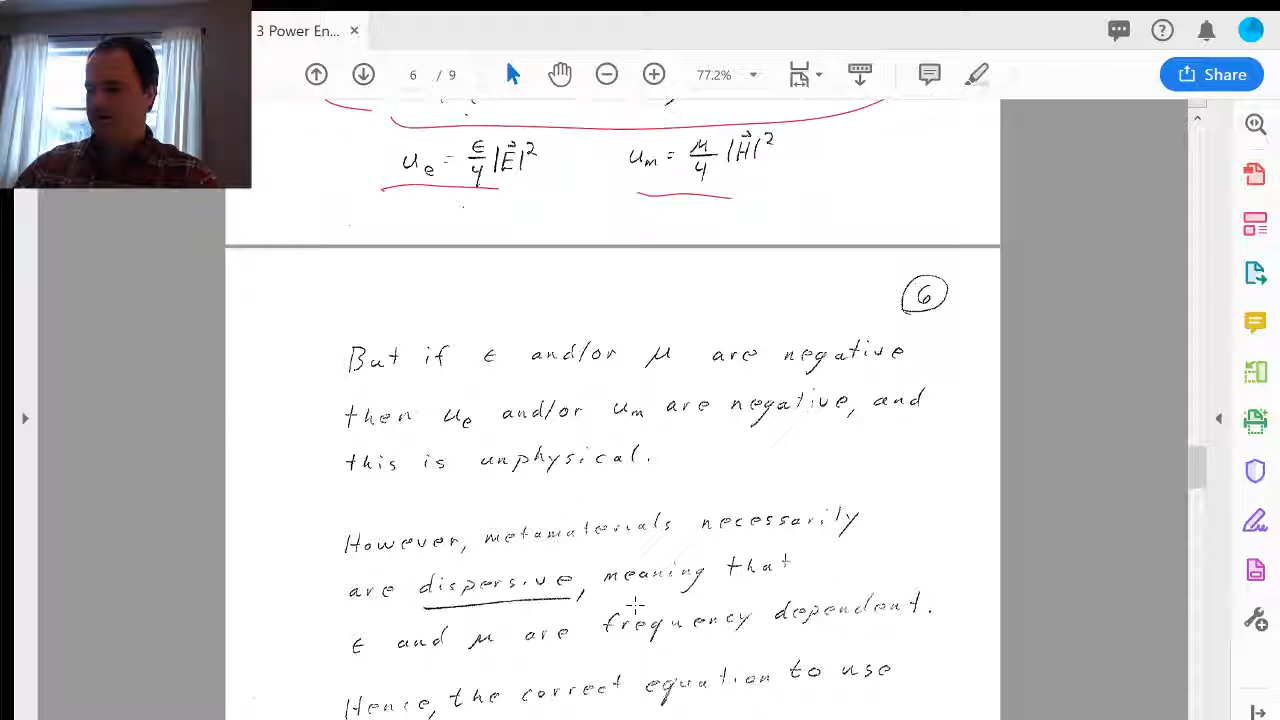 3 Power En...
6 / 9
77.2%
Share
u_e = ϵ/4 |E⃗|²
u_m = μ/4 |H⃗|²
6
But if ϵ and/or μ are negative
then u_e and/or u_m are negative, and
this is unphysical.
However, metamaterials necessarily
are dispersive, meaning that
ϵ and μ are frequency dependent.
Hence, the correct equation to use